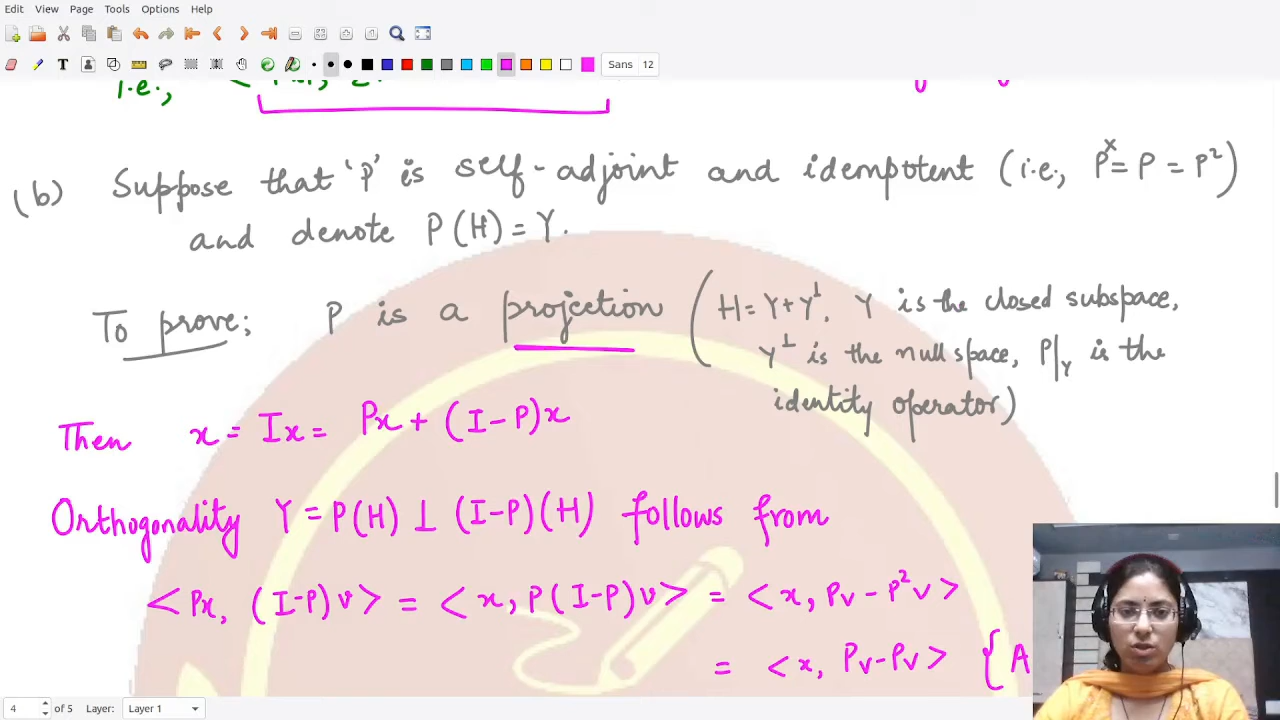 Edit View Page Tools Options Help
Sans 12
i.e., <
(b) Suppose that 'P' is self-adjoint and idempotent (i.e., P* = P = P²)
and denote P(H) = Y.
To prove: P is a projection (H = Y + Y⊥, Y is the closed subspace,
Y⊥ is the null space, P|Y is the
identity operator)
Then x = Ix = Px + (I-P)x
Orthogonality Y = P(H) ⊥ (I-P)(H) follows from
<Px, (I-P)v> = <x, P(I-P)v> = <x, Pv - P²v>
= <x, Pv-Pv> {A
4 of 5 Layer: Layer 1